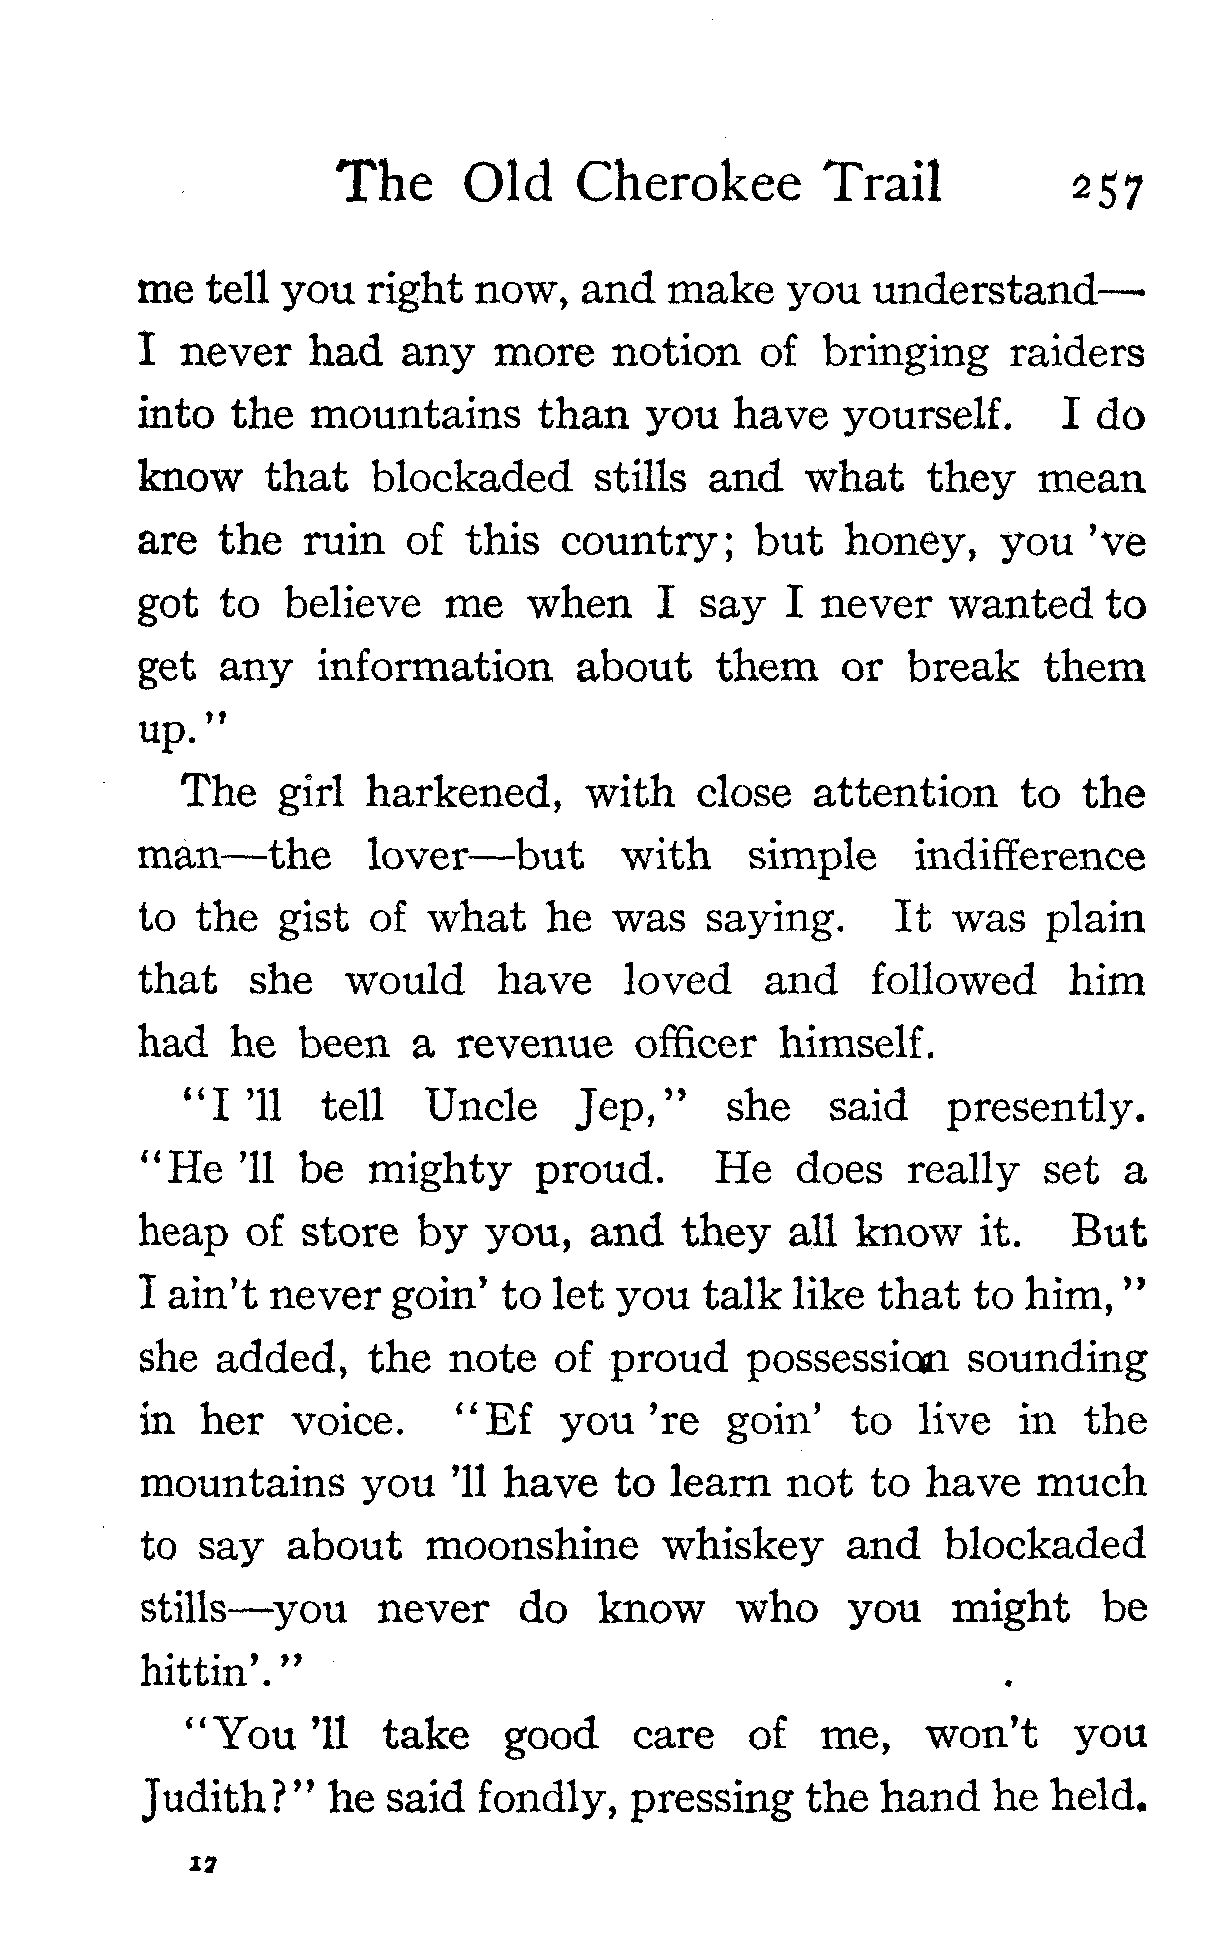 The Old Cherokee Trail 257
me tell you right now, and make you understand—
I never had any more notion of bringing raiders
into the mountains than you have yourself. I do
know that blockaded stills and what they mean
are the ruin of this country; but honey, you 've
got to believe me when I say I never wanted to
get any information about them or break them
up."
The girl harkened, with close attention to the
man—the lover—but with simple indifference
to the gist of what he was saying. It was plain
that she would have loved and followed him
had he been a revenue officer himself.
"I 'll tell Uncle Jep," she said presently.
"He 'll be mighty proud. He does really set a
heap of store by you, and they all know it. But
I ain't never goin' to let you talk like that to him,"
she added, the note of proud possession sounding
in her voice. "Ef you 're goin' to live in the
mountains you 'll have to learn not to have much
to say about moonshine whiskey and blockaded
stills—you never do know who you might be
hittin'."
"You 'll take good care of me, won't you
Judith?" he said fondly, pressing the hand he held.
17